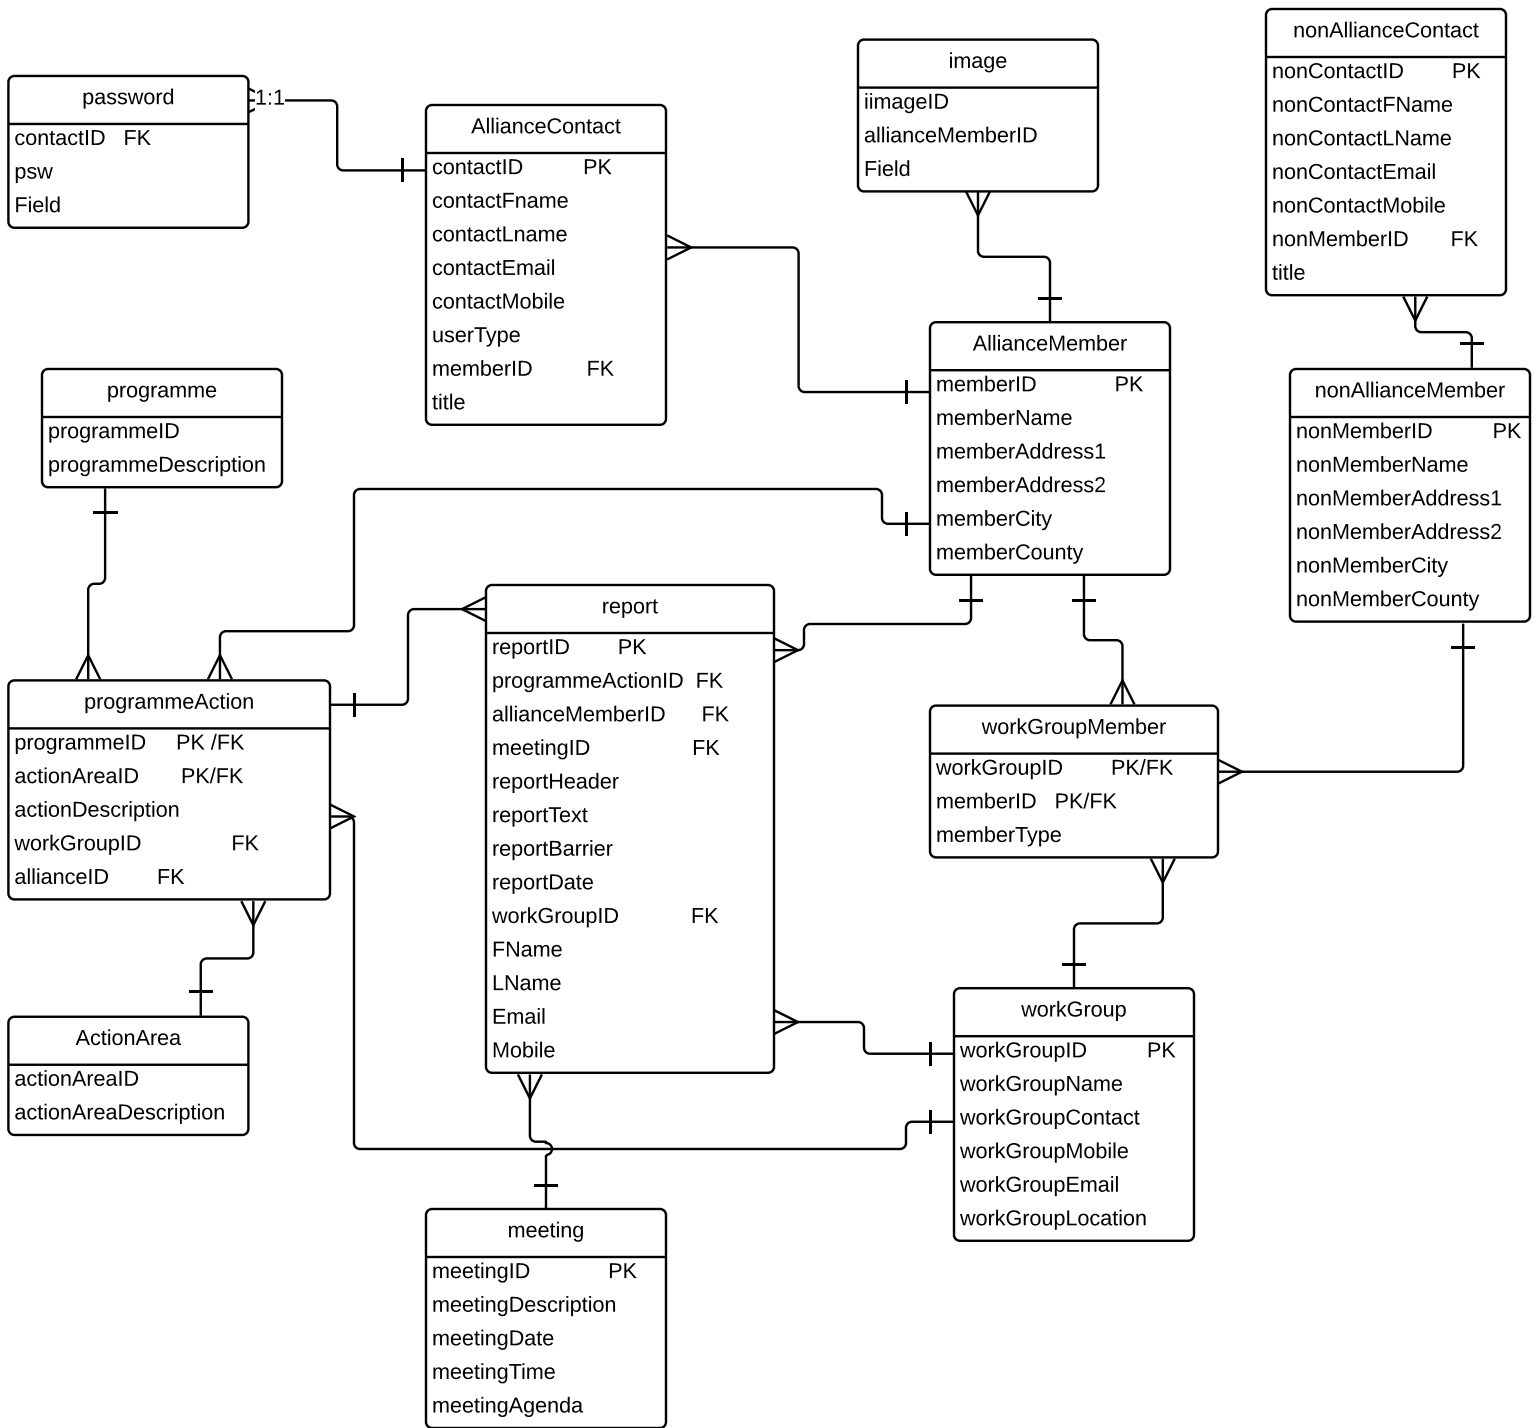 password
contactID FK
psw
Field
1:1
AllianceContact
contactID PK
contactFname
contactLname
contactEmail
contactMobile
userType
memberID FK
title
image
iimageID
allianceMemberID
Field
nonAllianceContact
nonContactID PK
nonContactFName
nonContactLName
nonContactEmail
nonContactMobile
nonMemberID FK
title
programme
programmeID
programmeDescription
AllianceMember
memberID PK
memberName
memberAddress1
memberAddress2
memberCity
memberCounty
nonAllianceMember
nonMemberID PK
nonMemberName
nonMemberAddress1
nonMemberAddress2
nonMemberCity
nonMemberCounty
programmeAction
programmeID PK /FK
actionAreaID PK/FK
actionDescription
workGroupID FK
allianceID FK
report
reportID PK
programmeActionID FK
allianceMemberID FK
meetingID FK
reportHeader
reportText
reportBarrier
reportDate
workGroupID FK
FName
LName
Email
Mobile
workGroupMember
workGroupID PK/FK
memberID PK/FK
memberType
ActionArea
actionAreaID
actionAreaDescription
workGroup
workGroupID PK
workGroupName
workGroupContact
workGroupMobile
workGroupEmail
workGroupLocation
meeting
meetingID PK
meetingDescription
meetingDate
meetingTime
meetingAgenda